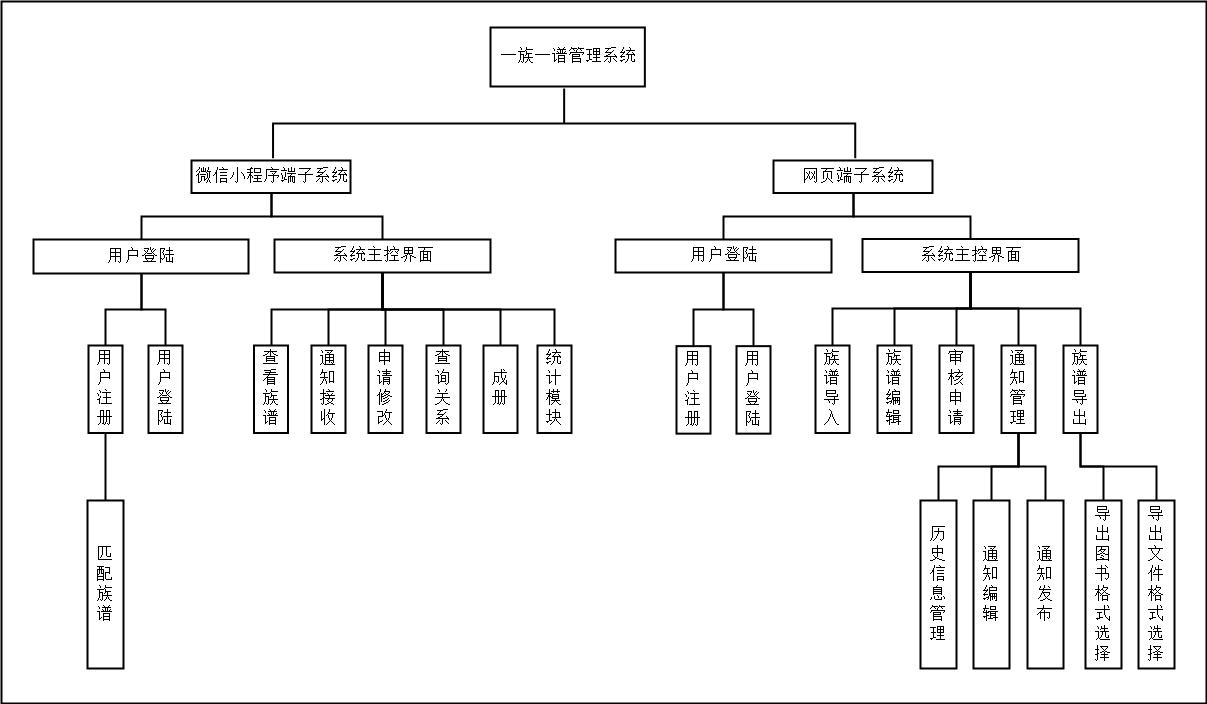 一族一谱管理系统
微信小程序端子系统
网页端子系统
用户登陆
系统主控界面
用户登陆
系统主控界面
用户注册
用户登陆
查看族谱
通知接收
申请修改
查询关系
成册
统计模块
用户注册
用户登陆
族谱导入
族谱编辑
审核申请
通知管理
族谱导出
匹配族谱
历史信息管理
通知编辑
通知发布
导出图书格式选择
导出文件格式选择